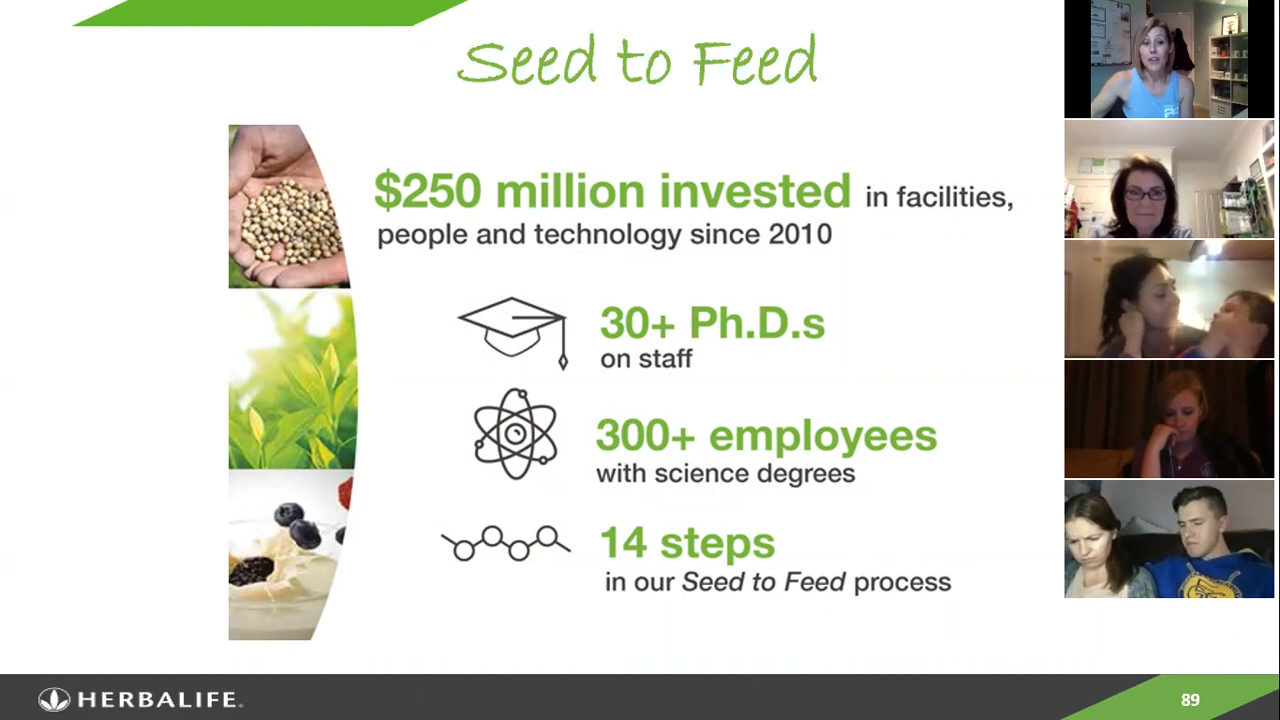 Seed to Feed
$250 million invested in facilities,
people and technology since 2010
30+ Ph.D.s
on staff
300+ employees
with science degrees
14 steps
in our Seed to Feed process
HERBALIFE.
89